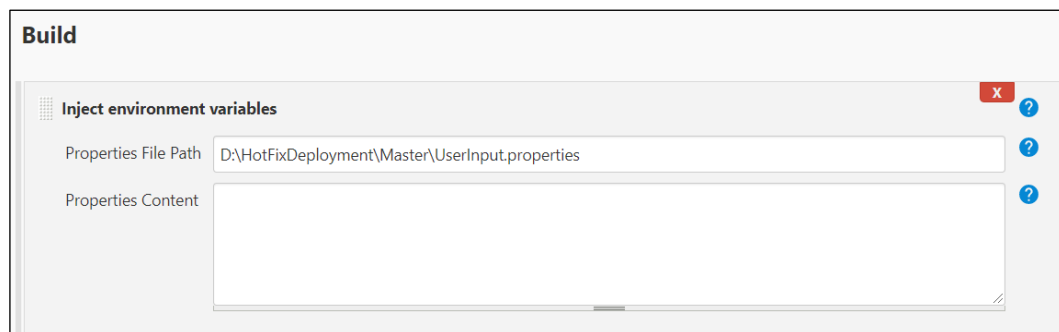 Build
X
Inject environment variables
?
Properties File Path D:\HotFixDeployment\Master\UserInput.properties
?
Properties Content
?